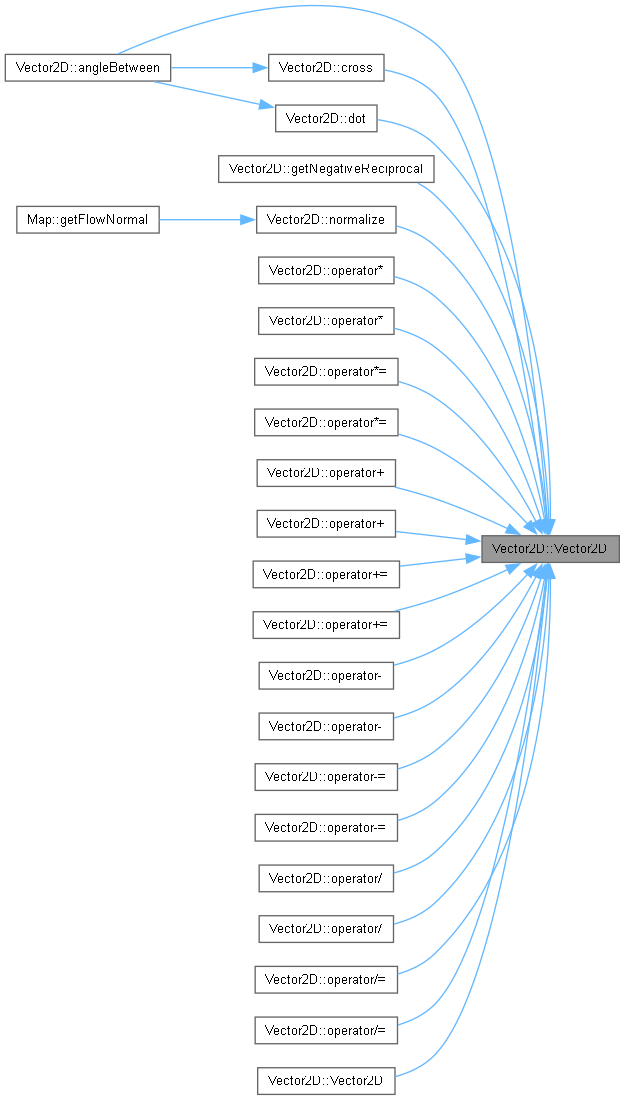 Vector2D::angleBetween
Vector2D::cross
Vector2D::dot
Vector2D::getNegativeReciprocal
Map::getFlowNormal
Vector2D::normalize
Vector2D::operator*
Vector2D::operator*
Vector2D::operator*=
Vector2D::operator*=
Vector2D::operator+
Vector2D::operator+
Vector2D::Vector2D
Vector2D::operator+=
Vector2D::operator+=
Vector2D::operator-
Vector2D::operator-
Vector2D::operator-=
Vector2D::operator-=
Vector2D::operator/
Vector2D::operator/
Vector2D::operator/=
Vector2D::operator/=
Vector2D::Vector2D